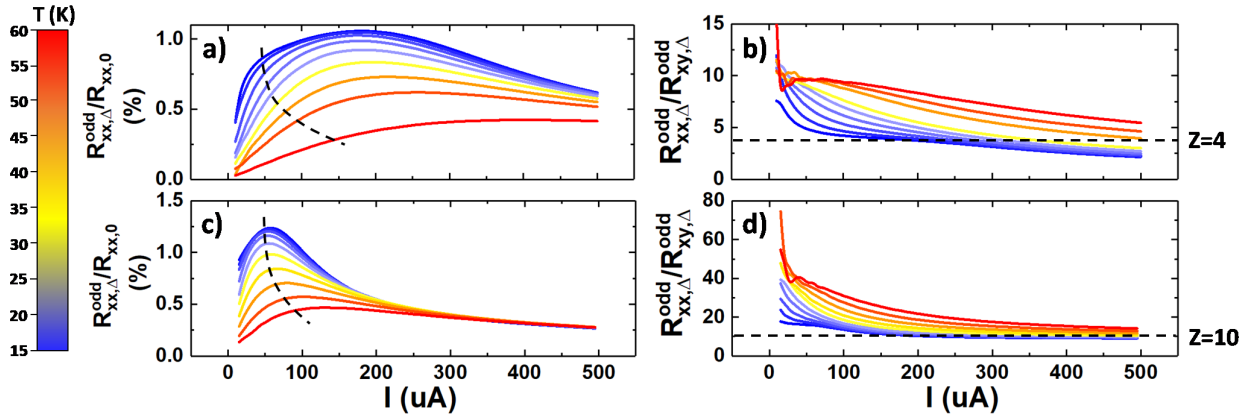 T (K)
60
55
50
45
40
35
30
25
20
15
R^odd_xx,Δ/R_xx,0
(%)
1.0
0.5
0.0
a)
R^odd_xx,Δ/R^odd_xy,Δ
15
10
5
0
b)
Z=4
R^odd_xx,Δ/R_xx,0
(%)
1.5
1.0
0.5
0.0
c)
0 100 200 300 400 500
I (uA)
R^odd_xx,Δ/R^odd_xy,Δ
80
60
40
20
0
d)
Z=10
0 100 200 300 400 500
I (uA)